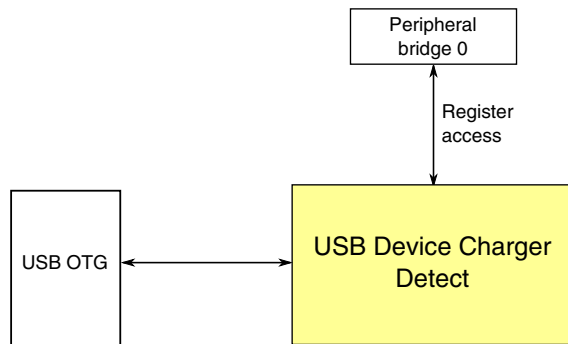 Peripheral
bridge 0
Register
access
USB OTG
USB Device Charger
Detect